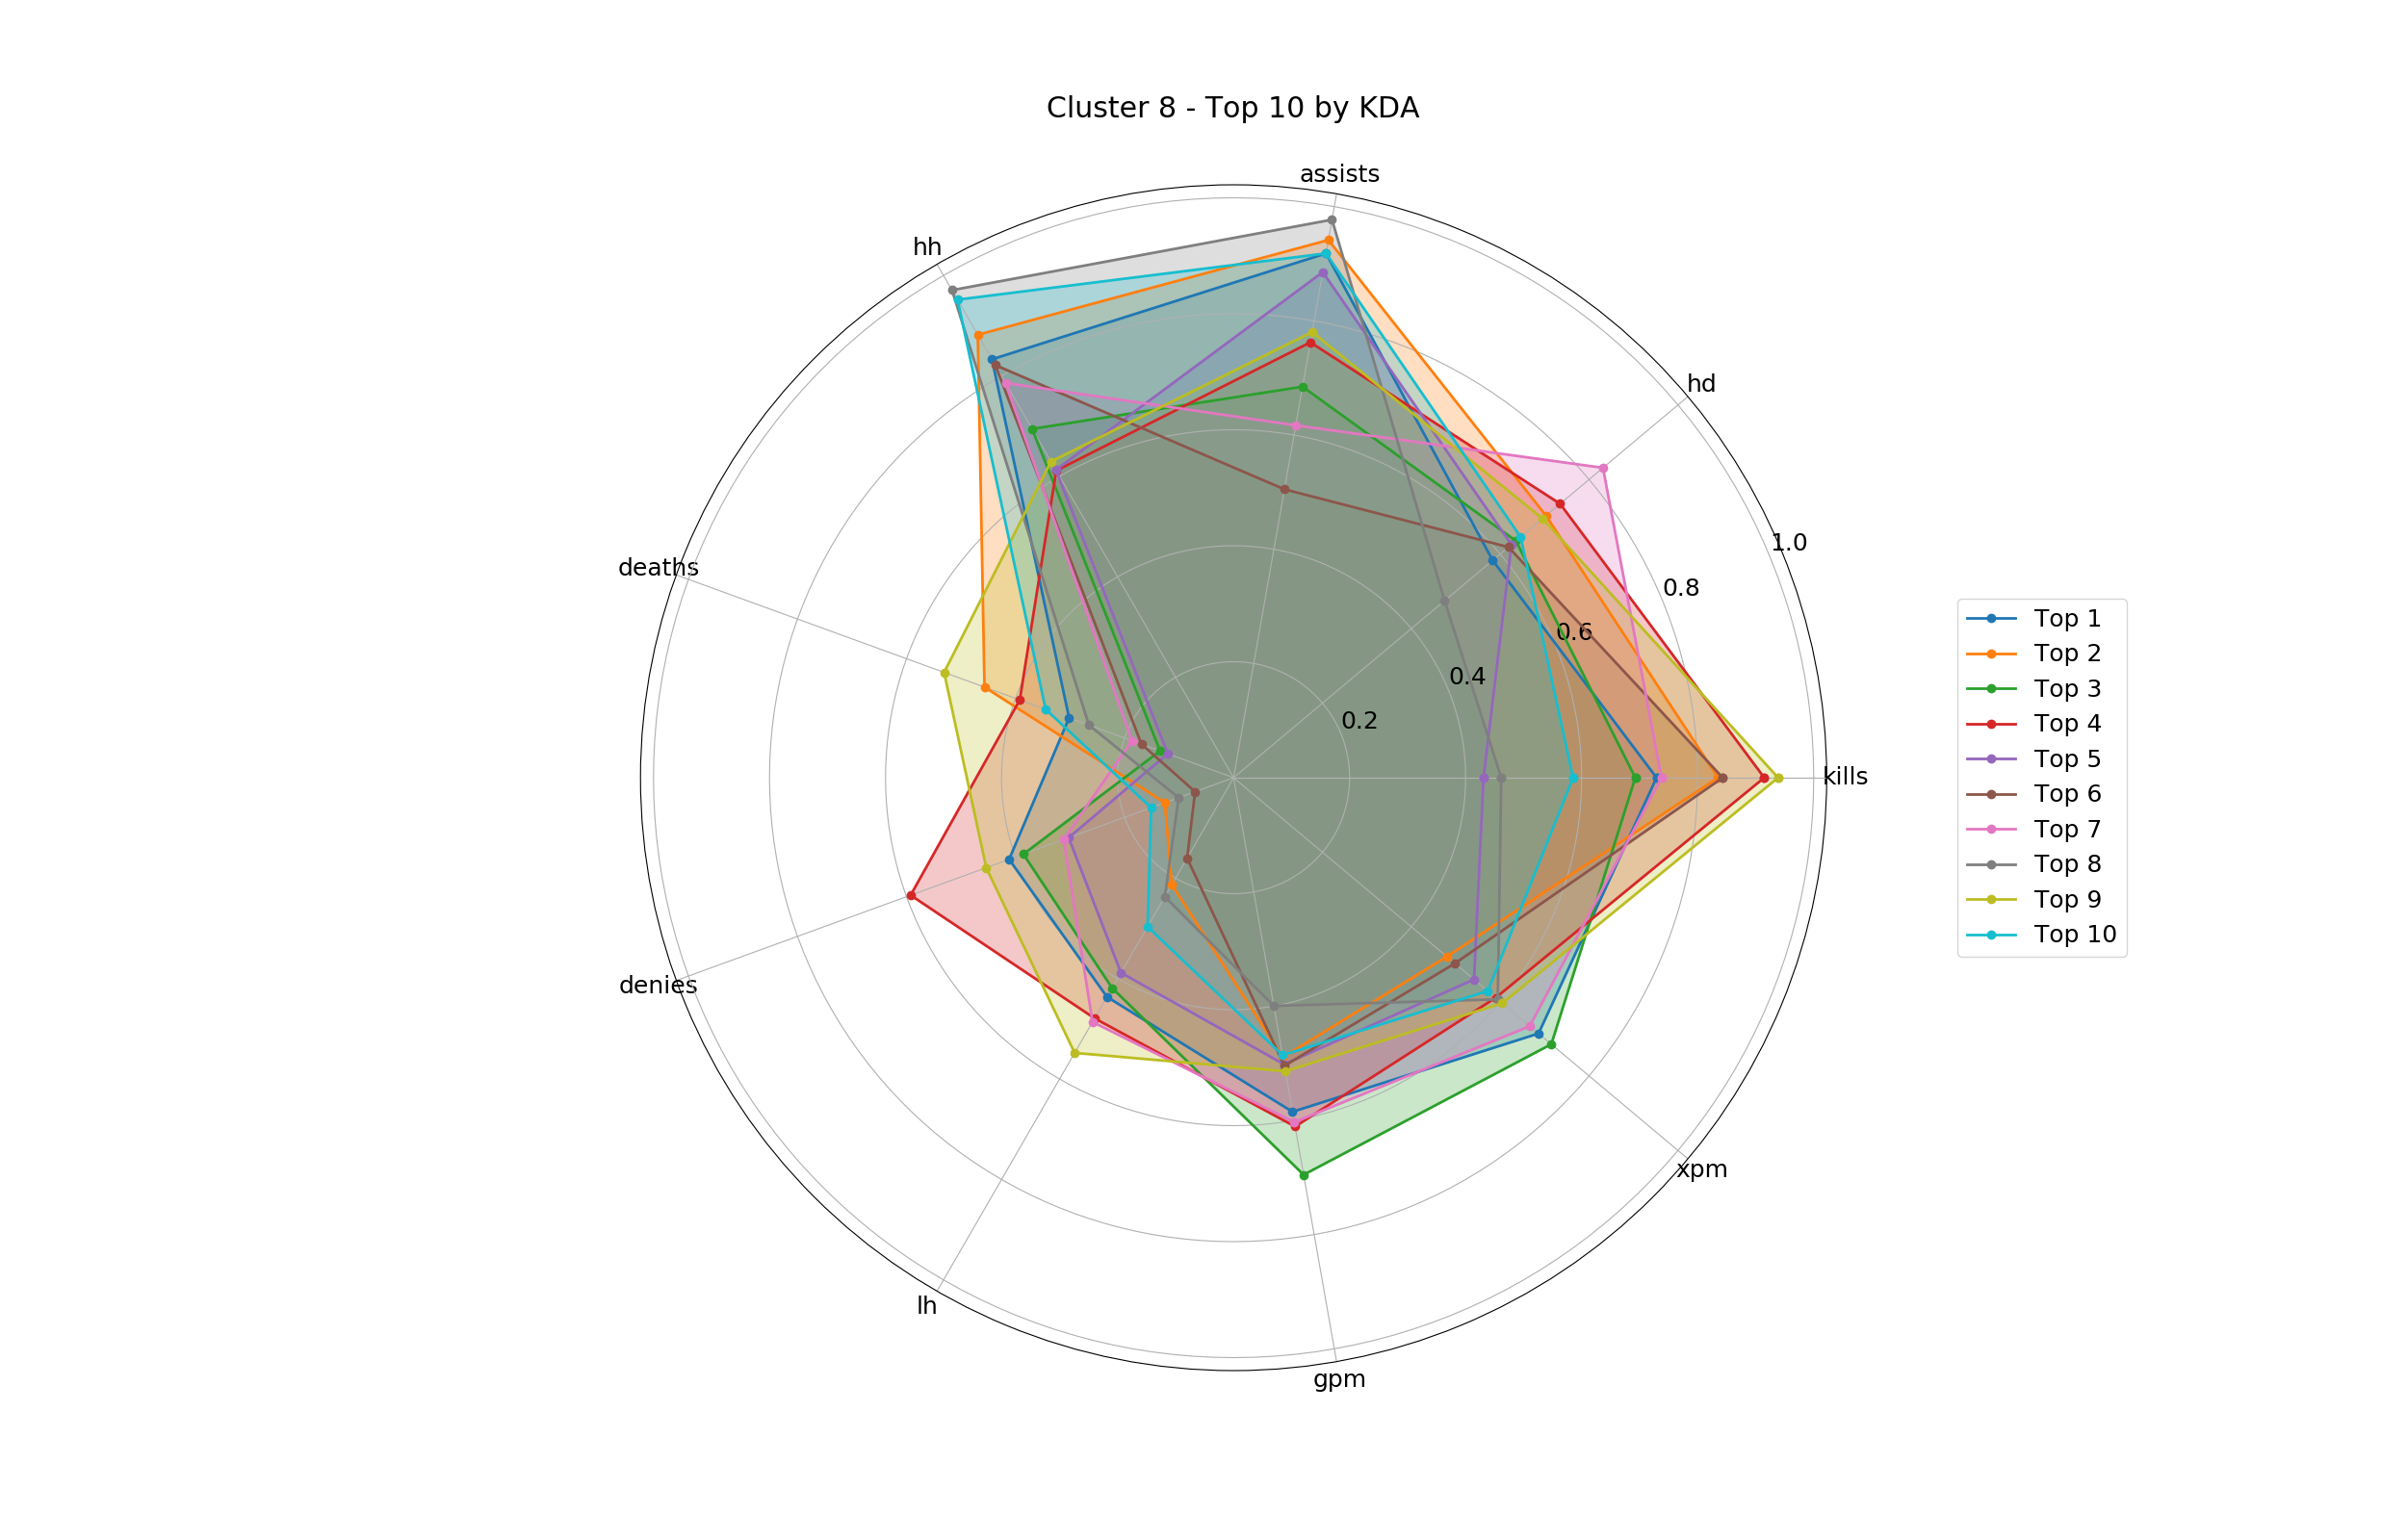 Cluster 8 - Top 10 by KDA
assists
hh
hd
deaths
1.0
0.8
0.6
0.4
0.2
kills
denies
xpm
lh
gpm
Top 1
Top 2
Top 3
Top 4
Top 5
Top 6
Top 7
Top 8
Top 9
Top 10